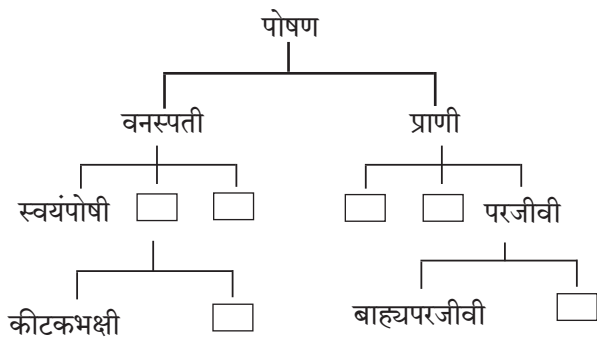 पोषण
वनस्पती प्राणी
स्वयंपोषी परजीवी
कीटकभक्षी बाह्यपरजीवी